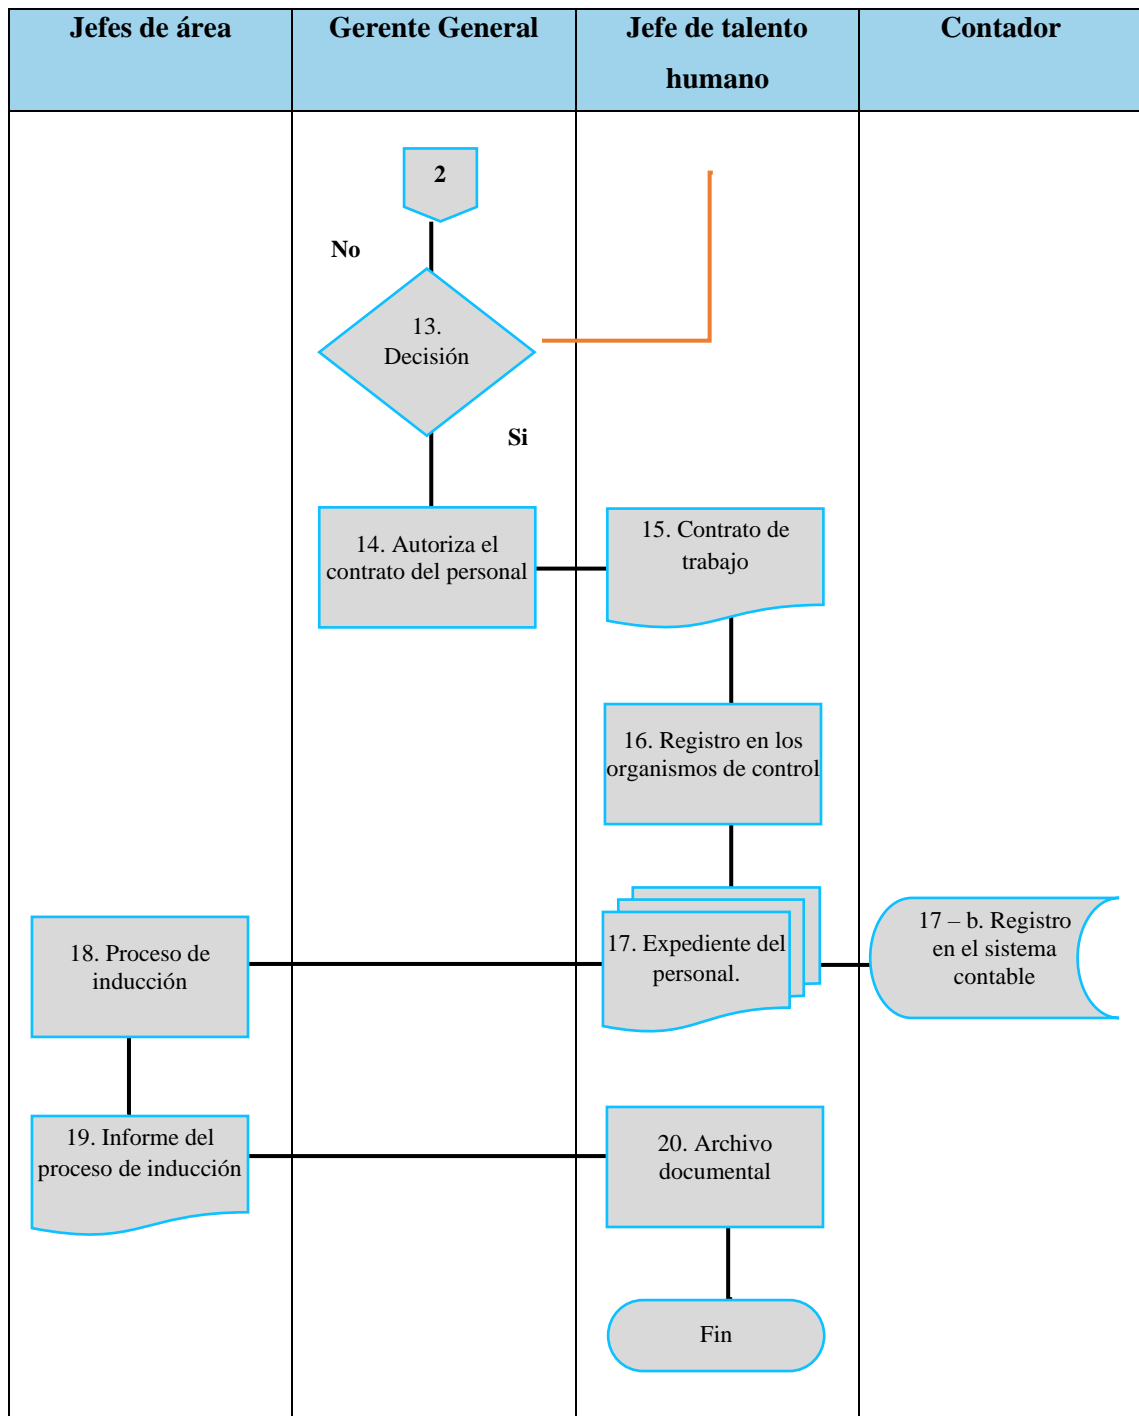 Jefes de área
Gerente General
Jefe de talento
humano
Contador
2
No
13.
Decisión
Si
14. Autoriza el
contrato del personal
15. Contrato de
trabajo
16. Registro en los
organismos de control
17. Expediente del
personal.
17 – b. Registro
en el sistema
contable
18. Proceso de
inducción
19. Informe del
proceso de inducción
20. Archivo
documental
Fin